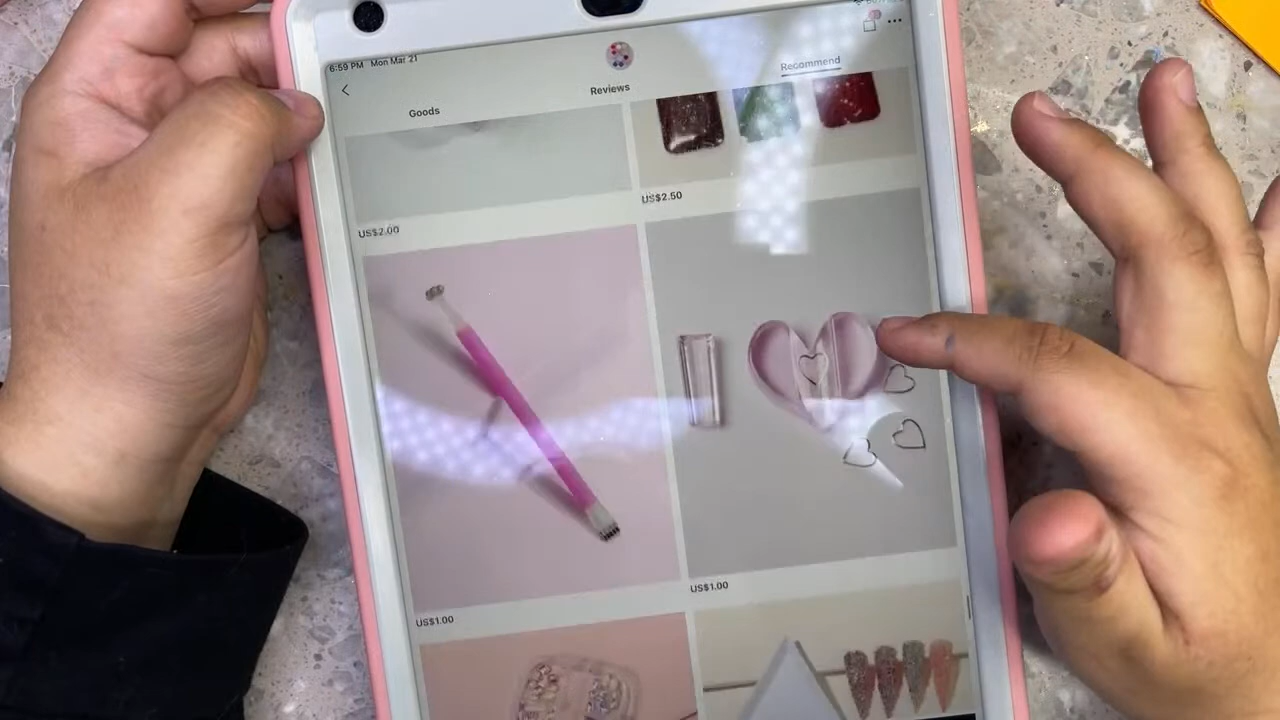 6:59 PM Mon Mar 21
Goods
Reviews
Recommend
US$2.00
US$2.50
US$1.00
US$1.00